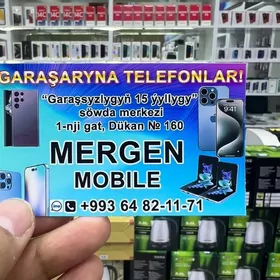 GARAŞARYNA TELEFONLAR!
"Garaşsyzlygyň 15 ýyllygy"
söwda merkezi
1-nji gat, Dükan № 160
MERGEN
MOBILE
imo +993 64 82-11-71